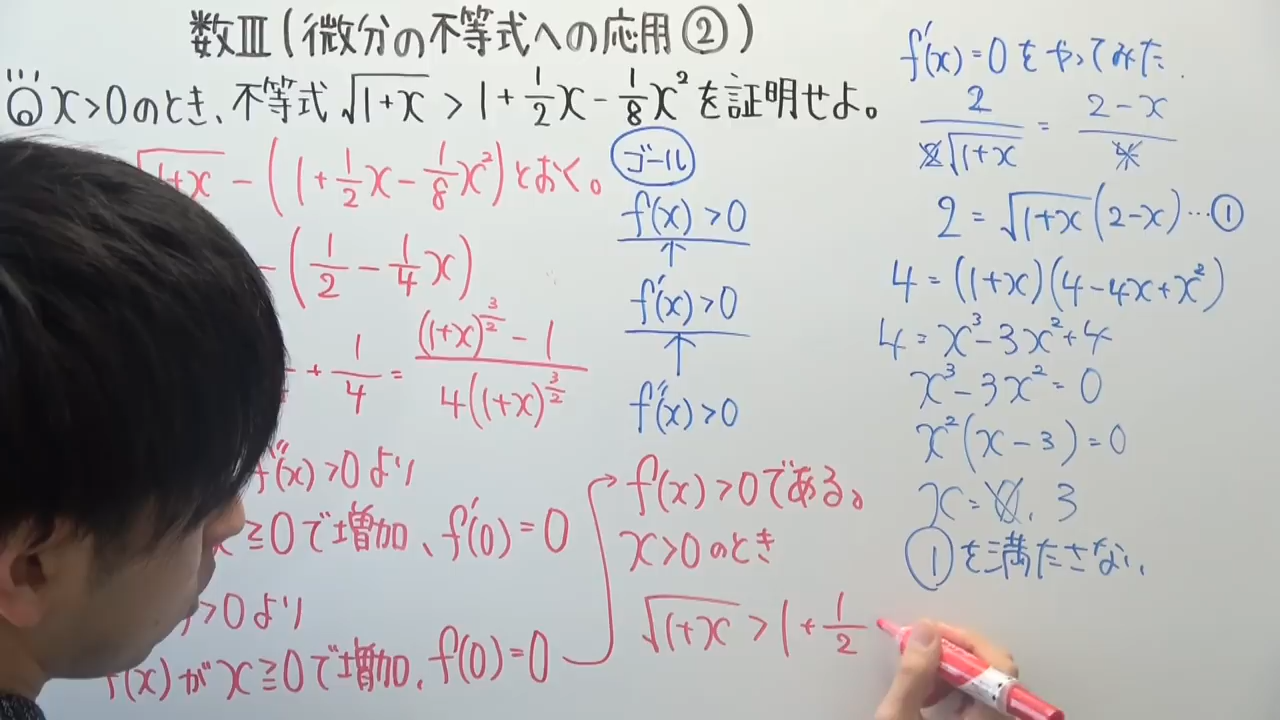 数Ⅲ(微分の不等式への応用②)
x>0のとき、不等式 √(1+x) > 1+1/2x-1/8x² を証明せよ。
√(1+x) - (1+1/2x-1/8x²)とおく。
-(1/2-1/4x)
+1/4=((1+x)^(3/2)-1)/(4(1+x)^(3/2))
f''(x)>0より
x≧0で増加、f'(0)=0
>0より
f(x)がx≧0で増加、f(0)=0
ゴール
f(x)>0
↑
f'(x)>0
↑
f''(x)>0
f(x)>0である。
x>0のとき
√(1+x) > 1+1/2
f'(x)=0をやってみた
2/(2√(1+x)) = (2-x)/4
2=√(1+x)(2-x)…①
4=(1+x)(4-4x+x²)
4=x³-3x²+4
x³-3x²=0
x²(x-3)=0
x=0, 3
①を満たさない、